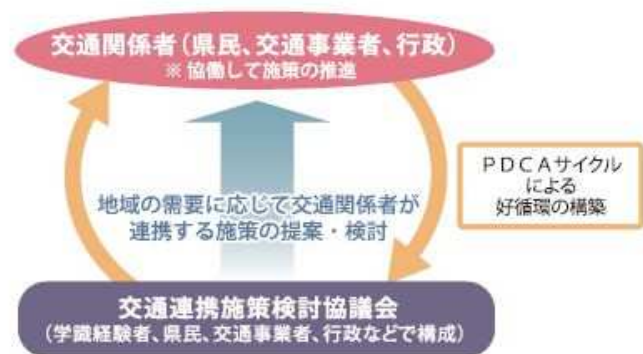 交通関係者(県民、交通事業者、行政)
※ 協働して施策の推進
地域の需要に応じて交通関係者が
連携する施策の提案・検討
PDCAサイクル
による
好循環の構築
交通連携施策検討協議会
(学識経験者、県民、交通事業者、行政などで構成)